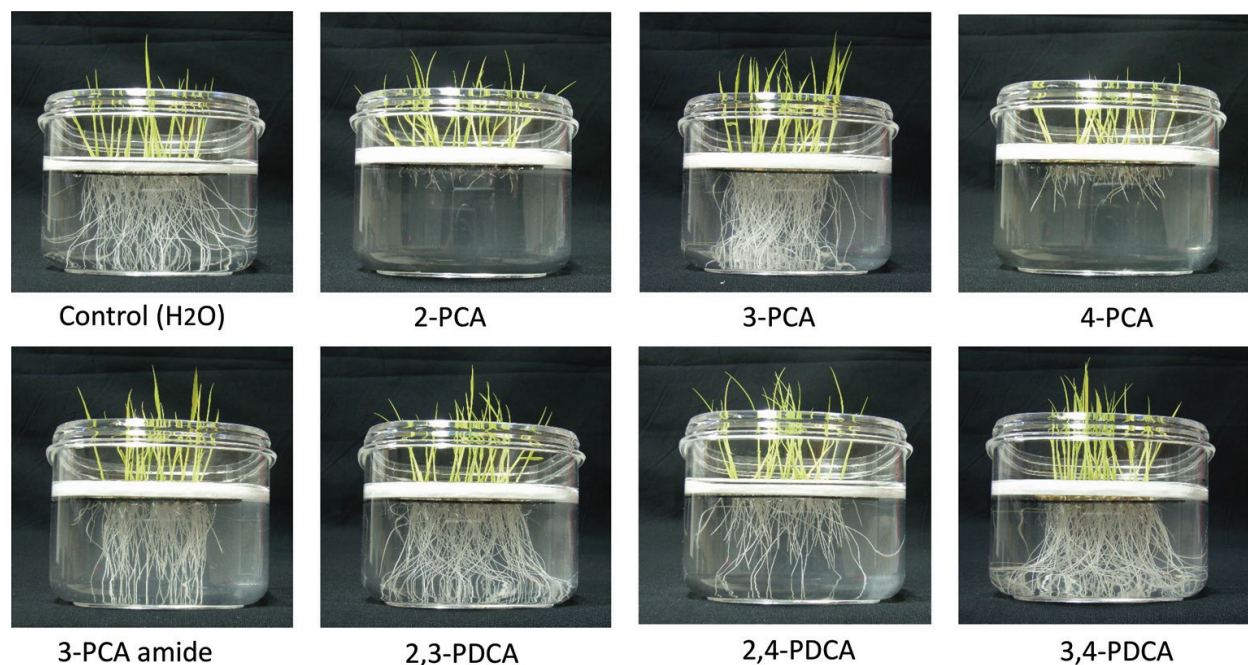 Control (H2O)
2-PCA
3-PCA
4-PCA
3-PCA amide
2,3-PDCA
2,4-PDCA
3,4-PDCA